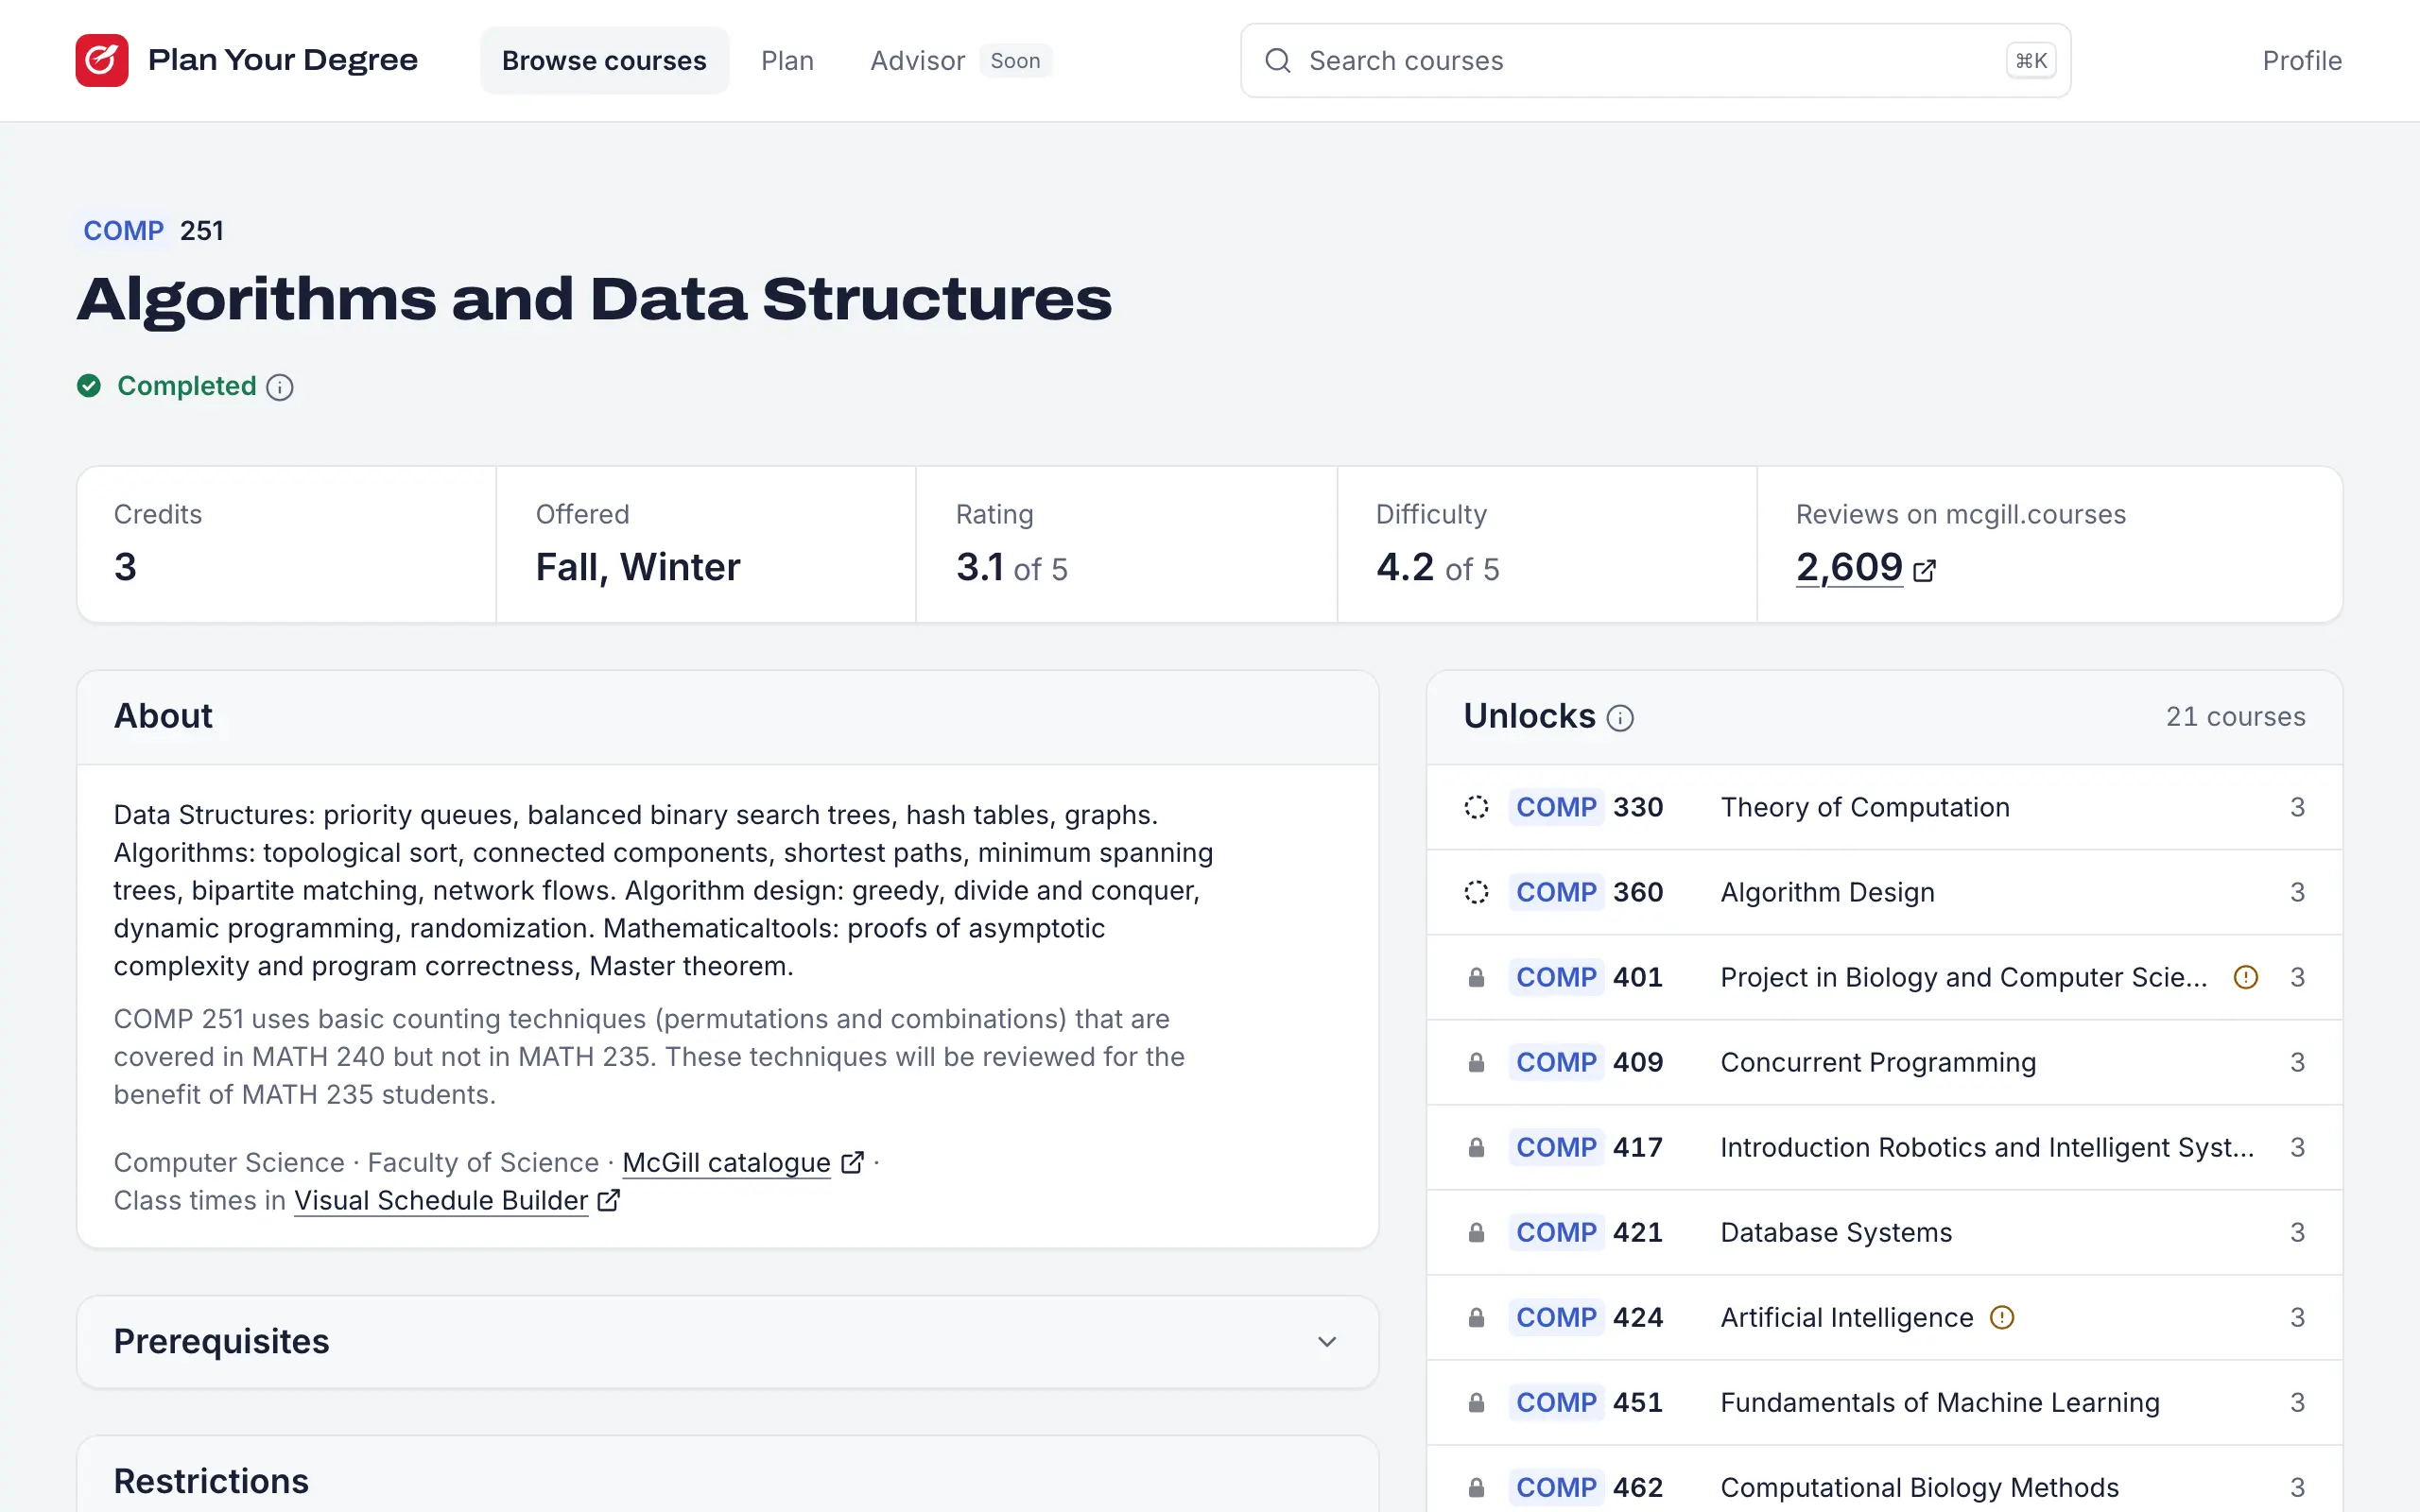 Plan Your Degree
Browse courses
Plan
Advisor Soon
Search courses
⌘K
Profile
COMP 251
Algorithms and Data Structures
Completed
Credits
3
Offered
Fall, Winter
Rating
3.1 of 5
Difficulty
4.2 of 5
Reviews on mcgill.courses
2,609
About
Data Structures: priority queues, balanced binary search trees, hash tables, graphs.
Algorithms: topological sort, connected components, shortest paths, minimum spanning
trees, bipartite matching, network flows. Algorithm design: greedy, divide and conquer,
dynamic programming, randomization. Mathematicaltools: proofs of asymptotic
complexity and program correctness, Master theorem.
COMP 251 uses basic counting techniques (permutations and combinations) that are
covered in MATH 240 but not in MATH 235. These techniques will be reviewed for the
benefit of MATH 235 students.
Computer Science · Faculty of Science · McGill catalogue ·
Class times in Visual Schedule Builder
Prerequisites
Restrictions
Unlocks
21 courses
COMP 330 Theory of Computation 3
COMP 360 Algorithm Design 3
COMP 401 Project in Biology and Computer Scie... 3
COMP 409 Concurrent Programming 3
COMP 417 Introduction Robotics and Intelligent Syst... 3
COMP 421 Database Systems 3
COMP 424 Artificial Intelligence 3
COMP 451 Fundamentals of Machine Learning 3
COMP 462 Computational Biology Methods 3